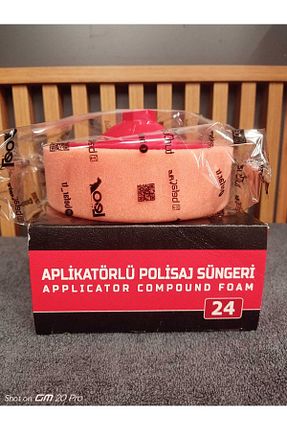 APLİKATÖRLÜ POLİSAJ SÜNGERİ
APPLICATOR COMPOUND FOAM
24
Shot on GM 20 Pro